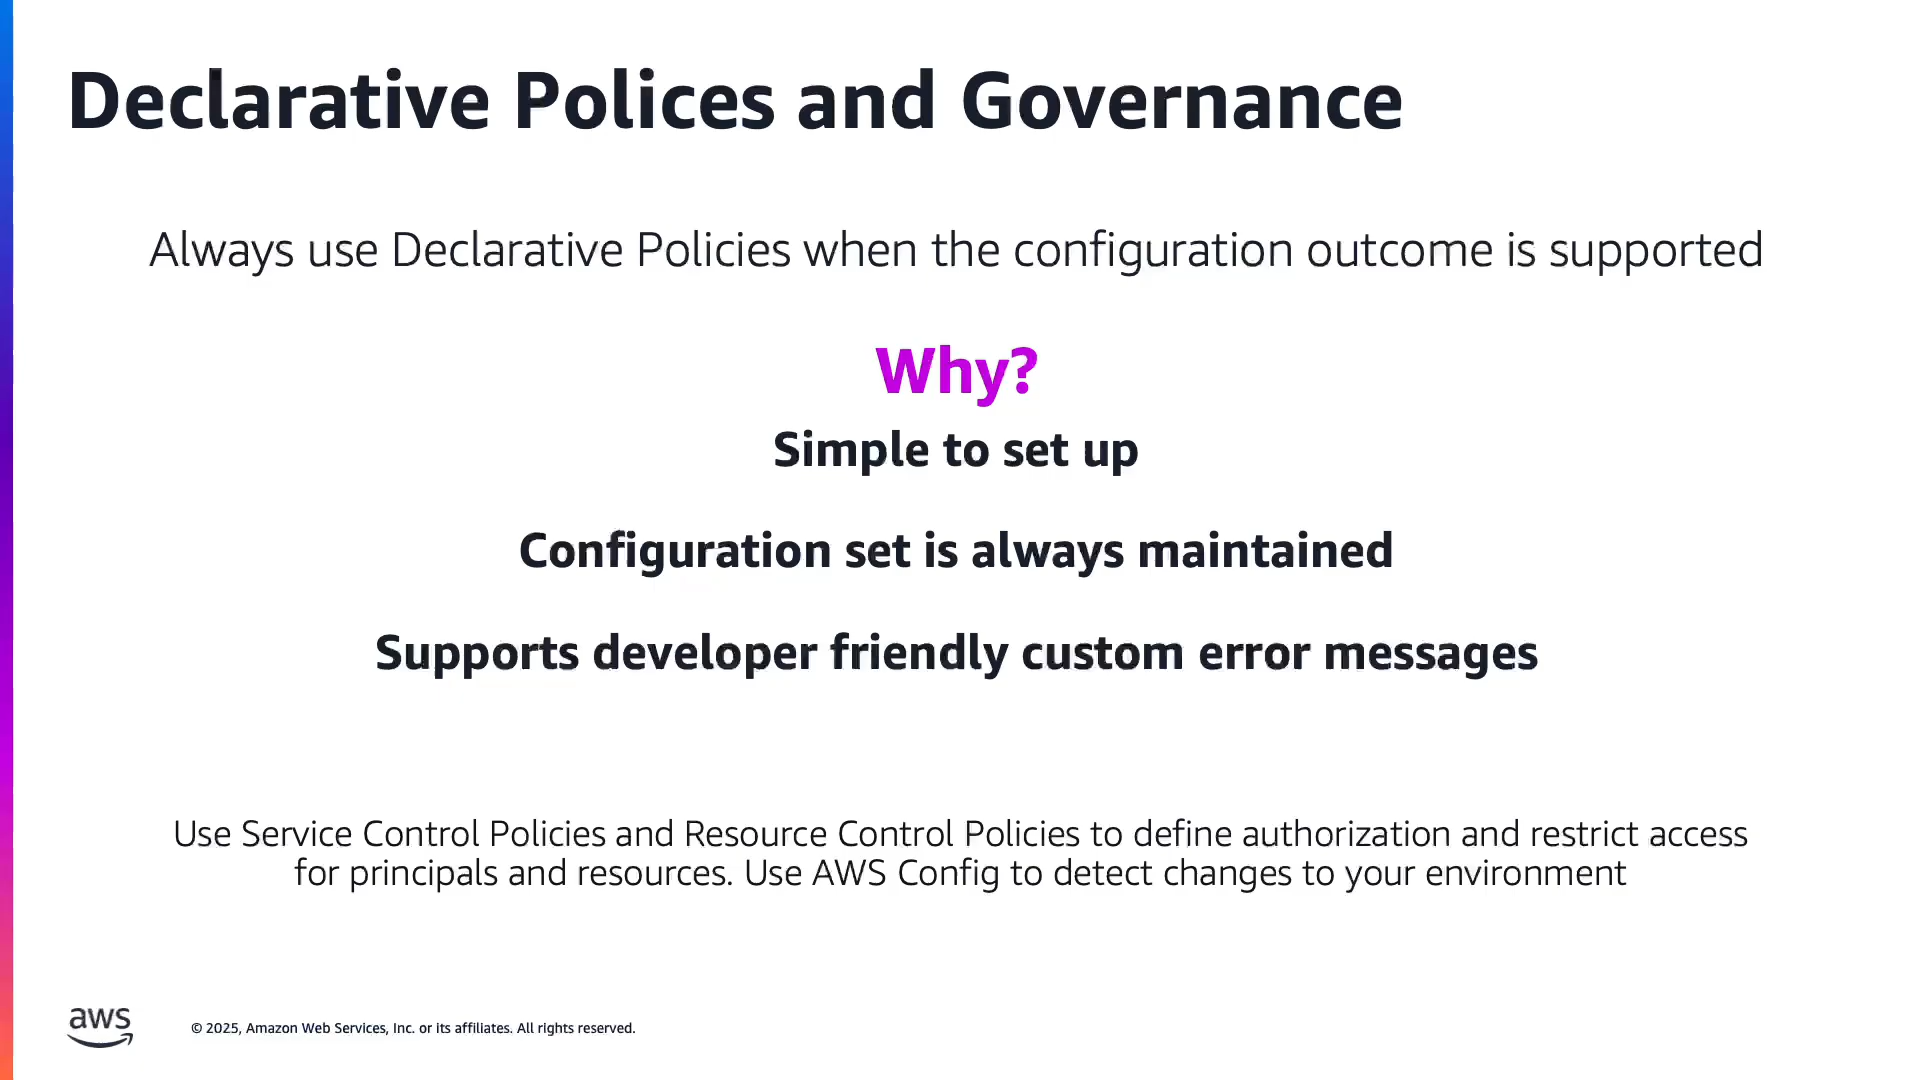 Declarative Polices and Governance
Always use Declarative Policies when the configuration outcome is supported
Why?
Simple to set up
Configuration set is always maintained
Supports developer friendly custom error messages
Use Service Control Policies and Resource Control Policies to define authorization and restrict access
for principals and resources. Use AWS Config to detect changes to your environment
aws
© 2025, Amazon Web Services, Inc. or its affiliates. All rights reserved.